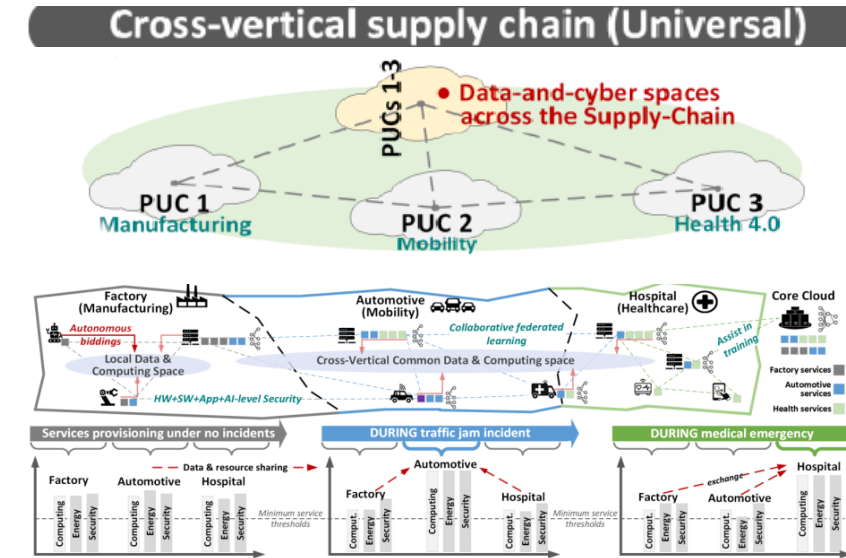 Cross-vertical supply chain (Universal)
PUCs 1-3
Data-and-cyber spaces
across the Supply-Chain
PUC 1
Manufacturing
PUC 2
Mobility
PUC 3
Health 4.0
Factory
(Manufacturing)
Automotive
(Mobility)
Hospital
(Healthcare)
Core Cloud
Autonomous
biddings
Collaborative federated
learning
Assist in
training
Local Data &
Computing Space
Cross-Vertical Common Data & Computing space
HW+SW+App+AI-level Security
Factory services
Automotive
services
Health services
Services provisioning under no incidents
DURING traffic jam incident
DURING medical emergency
Data & resource sharing
Factory
Automotive
Hospital
Computing
Energy
Security
Computing
Energy
Security
Computing
Energy
Security
Minimum service
thresholds
Factory
Automotive
Hospital
Comput.
Energy
Security
Computing
Energy
Security
Comput.
Energy
Security
Minimum service
thresholds
Factory
exchange
Automotive
Hospital
Comput.
Energy
Security
Comput.
Energy
Security
Computing
Energy
Security